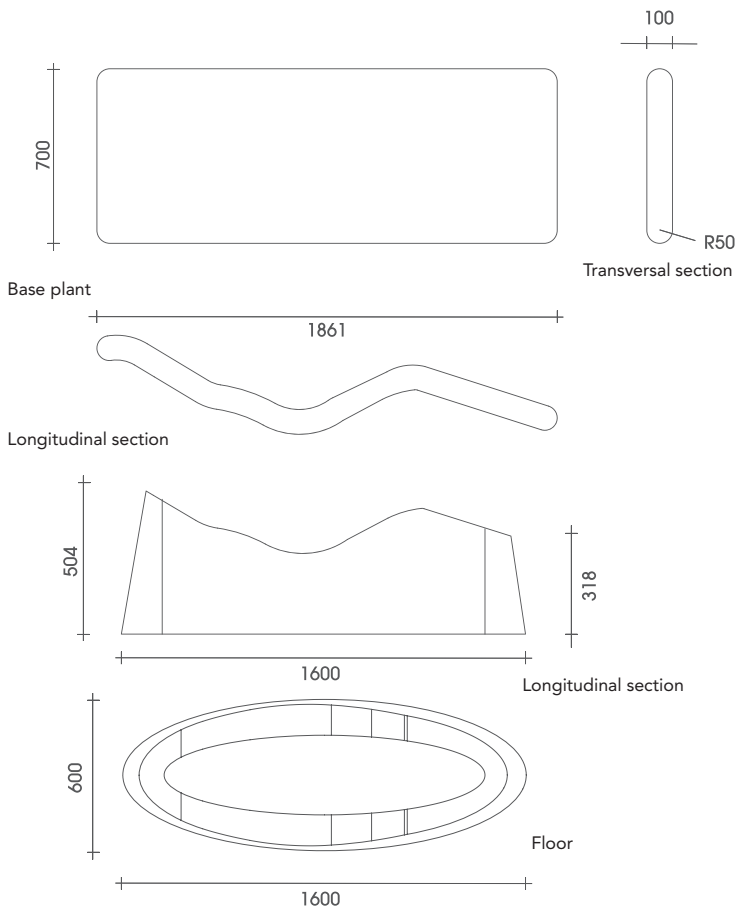 100
700
R50
Transversal section
Base plant
1861
Longitudinal section
504
318
1600
Longitudinal section
600
Floor
1600